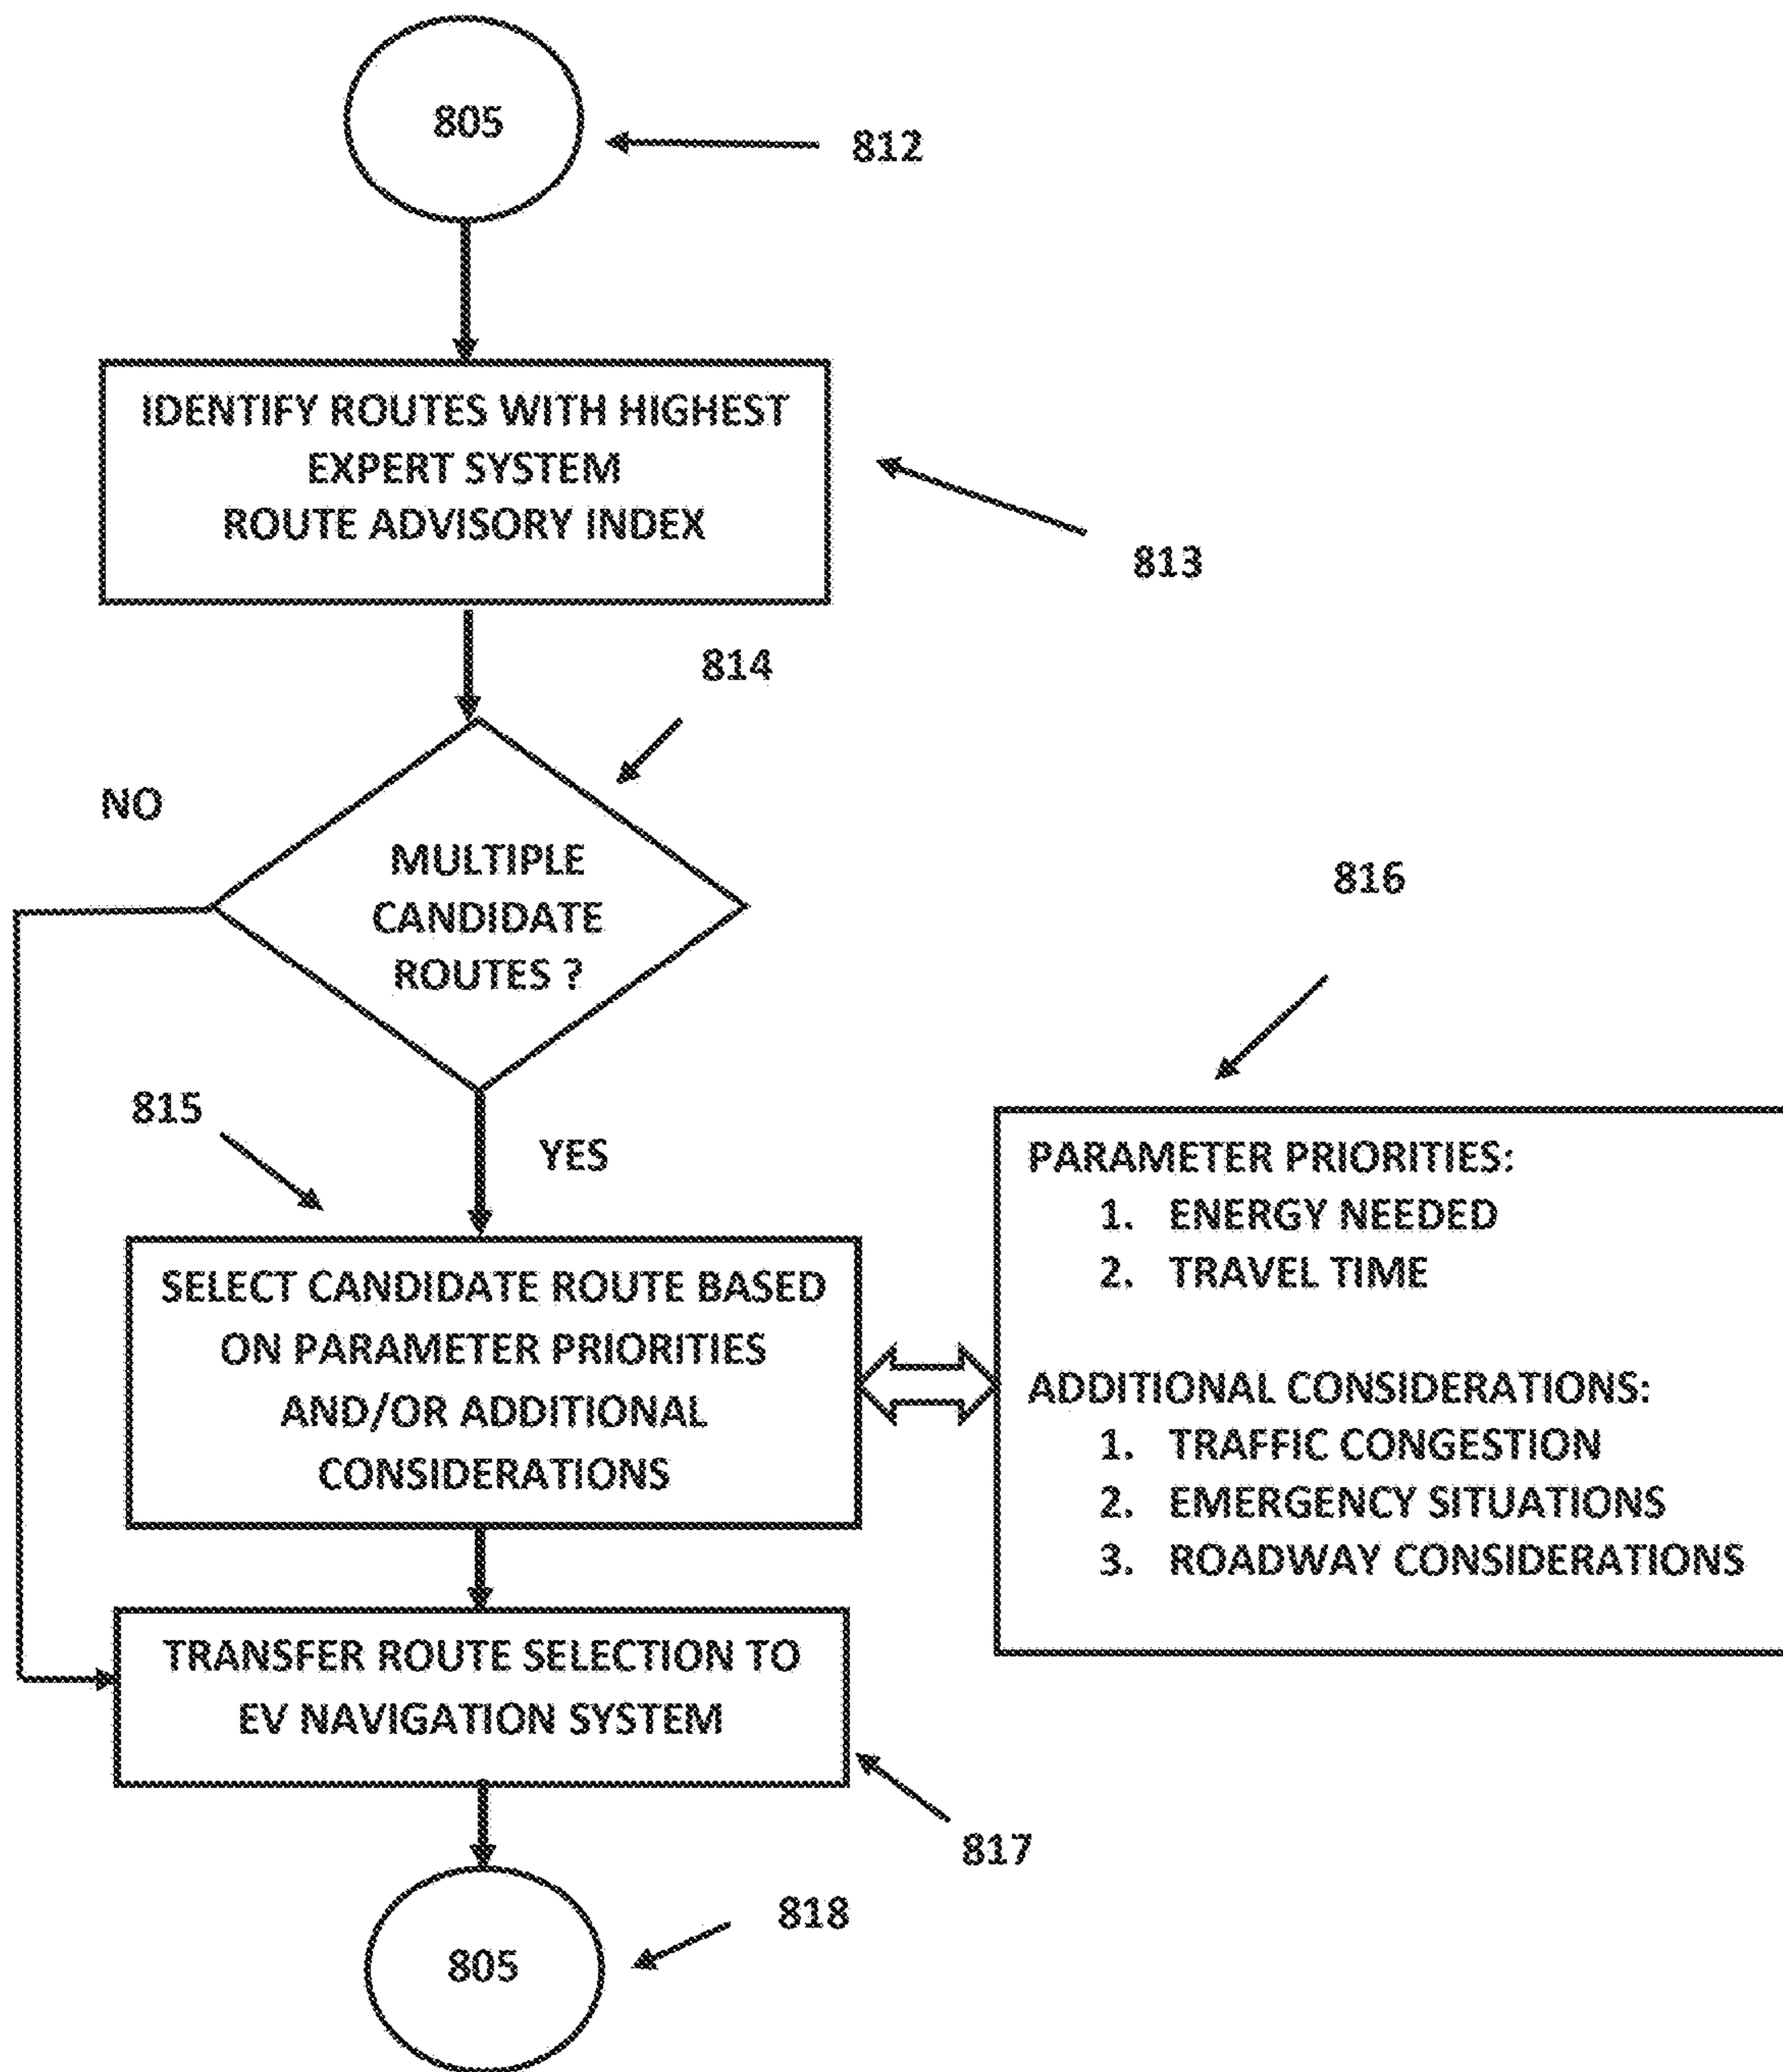 805
812
IDENTIFY ROUTES WITH HIGHEST
EXPERT SYSTEM
ROUTE ADVISORY INDEX
813
814
NO
MULTIPLE
CANDIDATE
ROUTES ?
816
815
YES
SELECT CANDIDATE ROUTE BASED
ON PARAMETER PRIORITIES
AND/OR ADDITIONAL
CONSIDERATIONS
PARAMETER PRIORITIES:
1. ENERGY NEEDED
2. TRAVEL TIME
ADDITIONAL CONSIDERATIONS:
1. TRAFFIC CONGESTION
2. EMERGENCY SITUATIONS
3. ROADWAY CONSIDERATIONS
TRANSFER ROUTE SELECTION TO
EV NAVIGATION SYSTEM
817
818
805